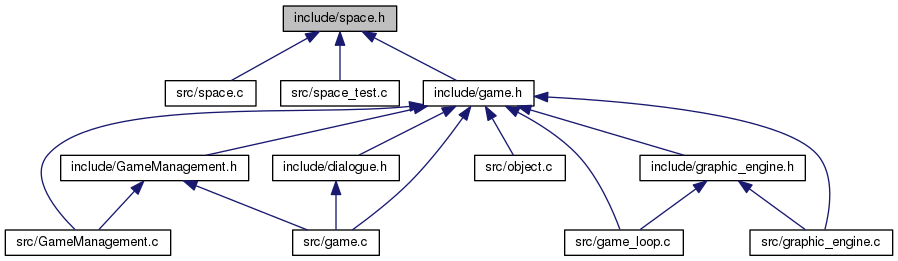 include/space.h
src/space.c
src/space_test.c
include/game.h
include/GameManagement.h
include/dialogue.h
src/object.c
include/graphic_engine.h
src/GameManagement.c
src/game.c
src/game_loop.c
src/graphic_engine.c